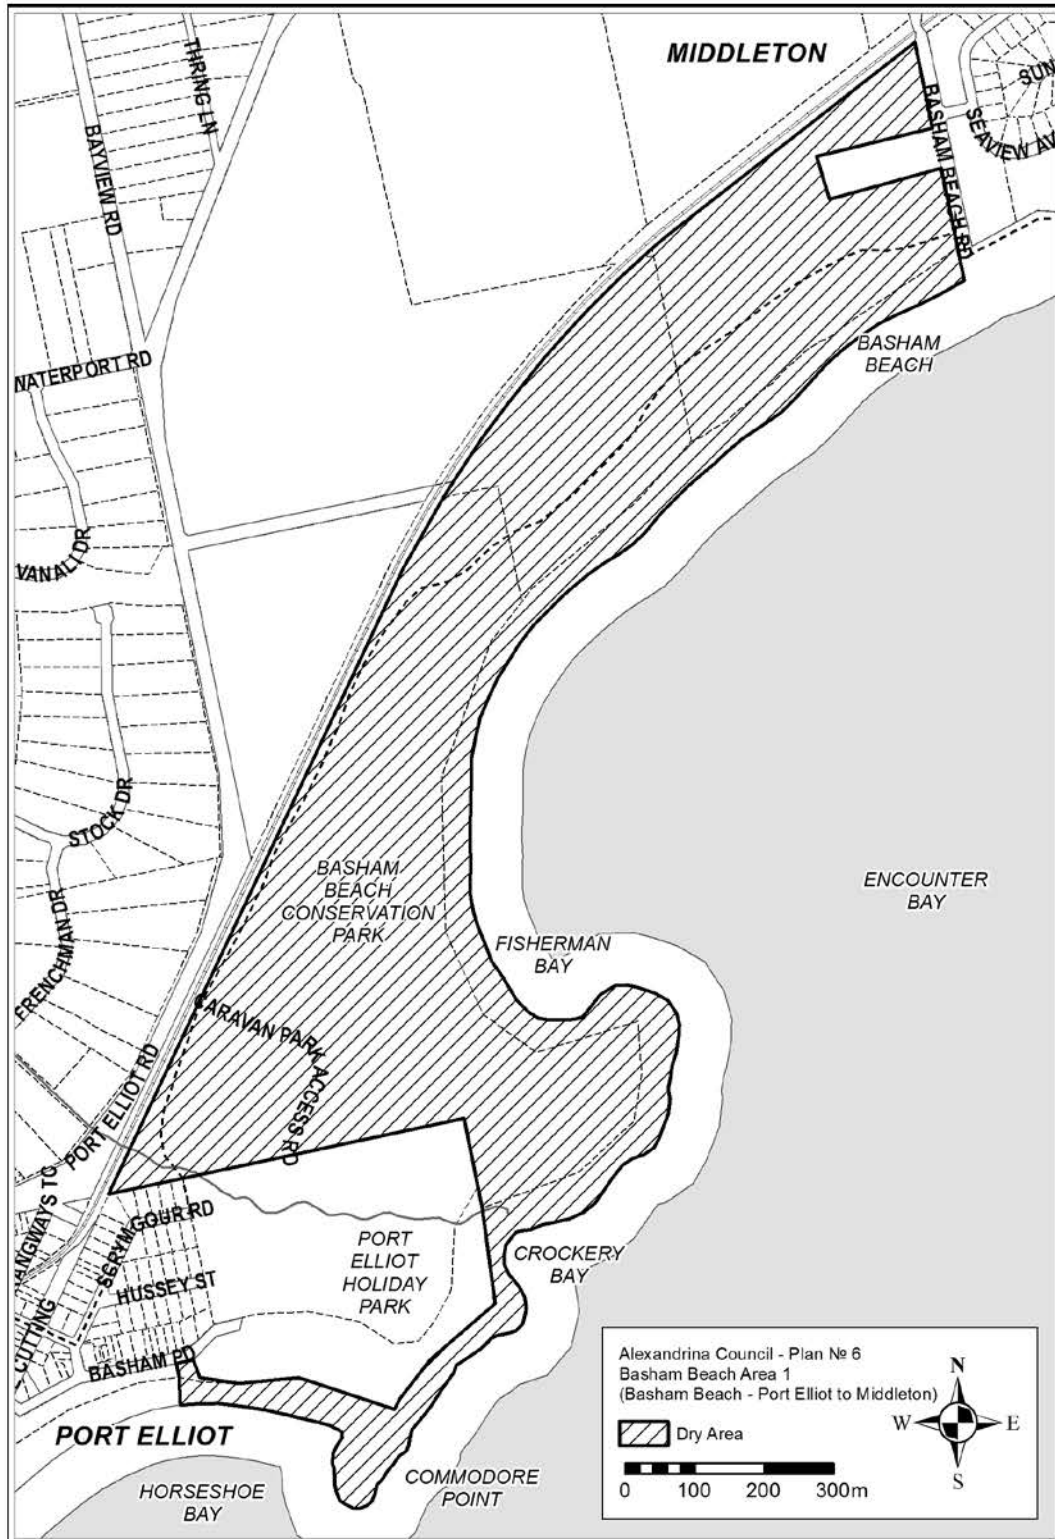 MIDDLETON
THRING LN
BAYVIEW RD
SUN
SEAVIEW AV
BASHAM BEACH RD
BASHAM
BEACH
WATERPORT RD
STOCK DR
FRENCHMAN DR
BASHAM
BEACH
CONSERVATION
PARK
ENCOUNTER
BAY
FISHERMAN
BAY
CARAVAN PARK ACCESS RD
PORT ELLIOT RD
SCRYMGOUR RD
HUSSEY ST
CUTTING
BASHAM PD
PORT
ELLIOT
HOLIDAY
PARK
CROCKERY
BAY
PORT ELLIOT
HORSESHOE
BAY
COMMODORE
POINT
Alexandrina Council - Plan № 6
Basham Beach Area 1
(Basham Beach - Port Elliot to Middleton)
Dry Area
0 100 200 300m
N
W E
S